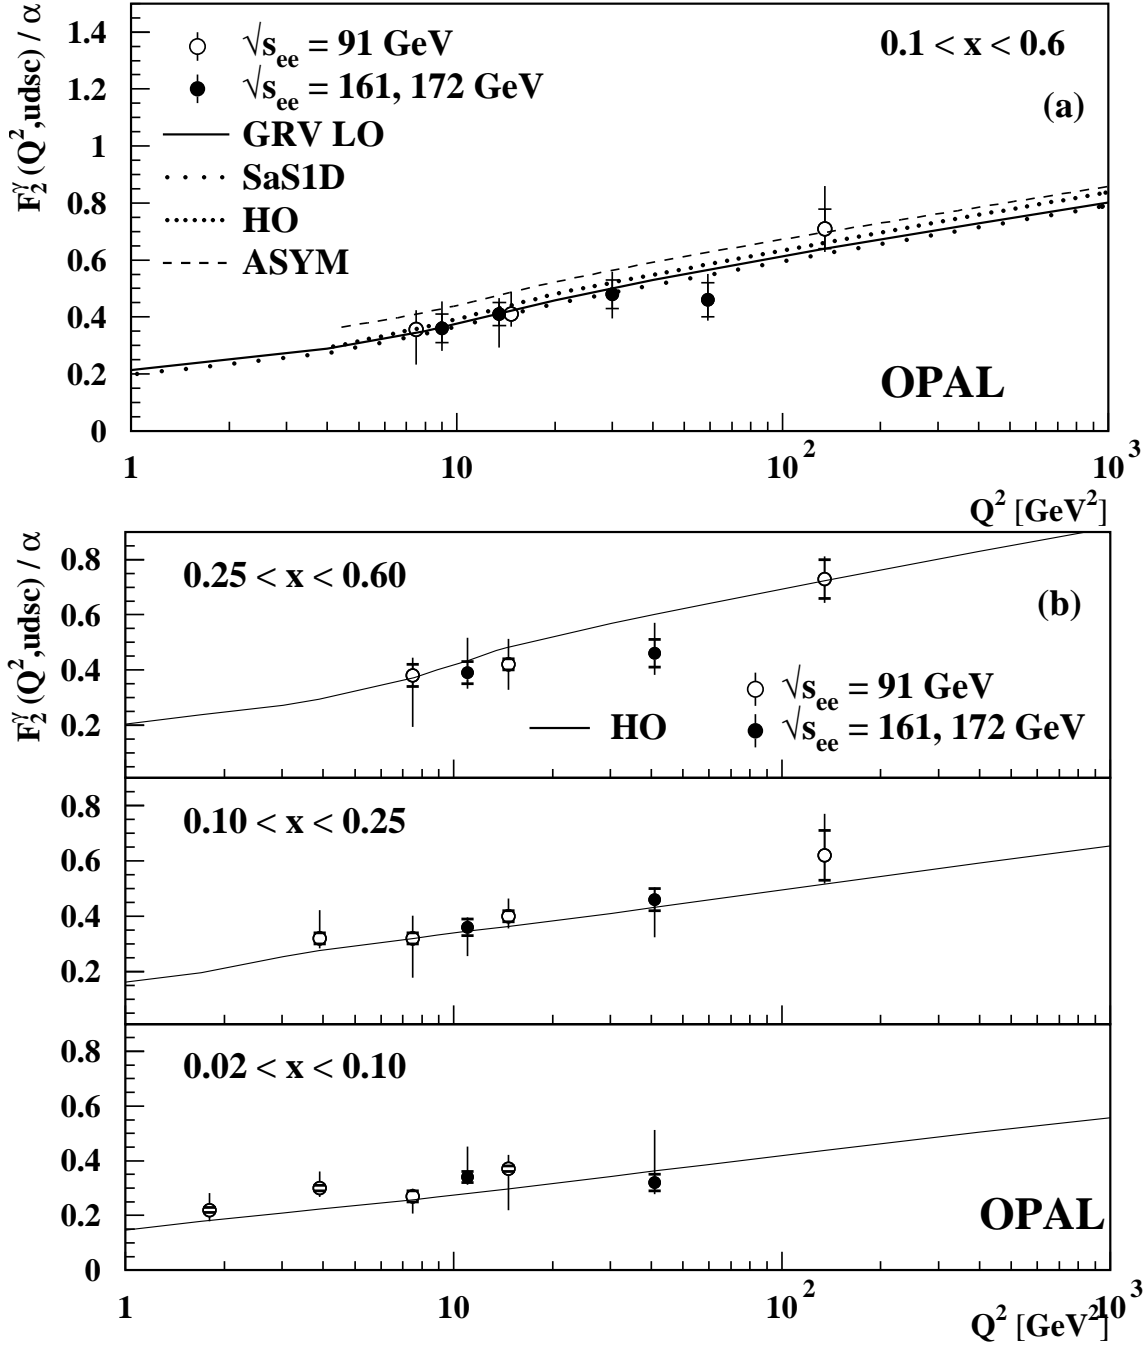 F₂^γ (Q²,udsc) / α
1.4
1.2
1
0.8
0.6
0.4
0.2
0
√s_ee = 91 GeV
√s_ee = 161, 172 GeV
GRV LO
SaS1D
HO
ASYM
0.1 < x < 0.6
(a)
OPAL
1 10 10² 10³
Q² [GeV²]
F₂^γ (Q²,udsc) / α
0.8
0.6
0.4
0.2
0.25 < x < 0.60
(b)
√s_ee = 91 GeV
HO √s_ee = 161, 172 GeV
0.8
0.6
0.4
0.2
0.10 < x < 0.25
0.8
0.6
0.4
0.2
0
0.02 < x < 0.10
OPAL
1 10 10² 10³
Q² [GeV²]